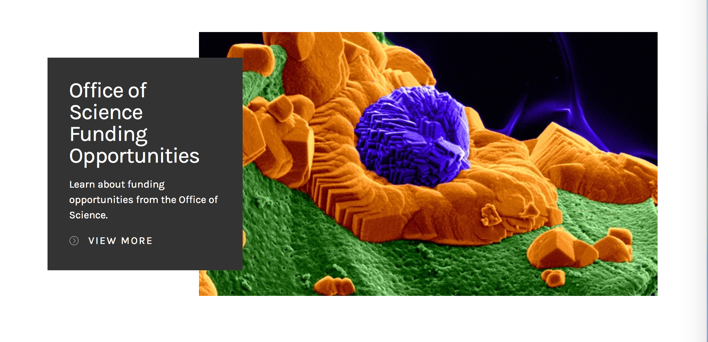 Office of
Science
Funding
Opportunities
Learn about funding
opportunities from the Office of
Science.
VIEW MORE